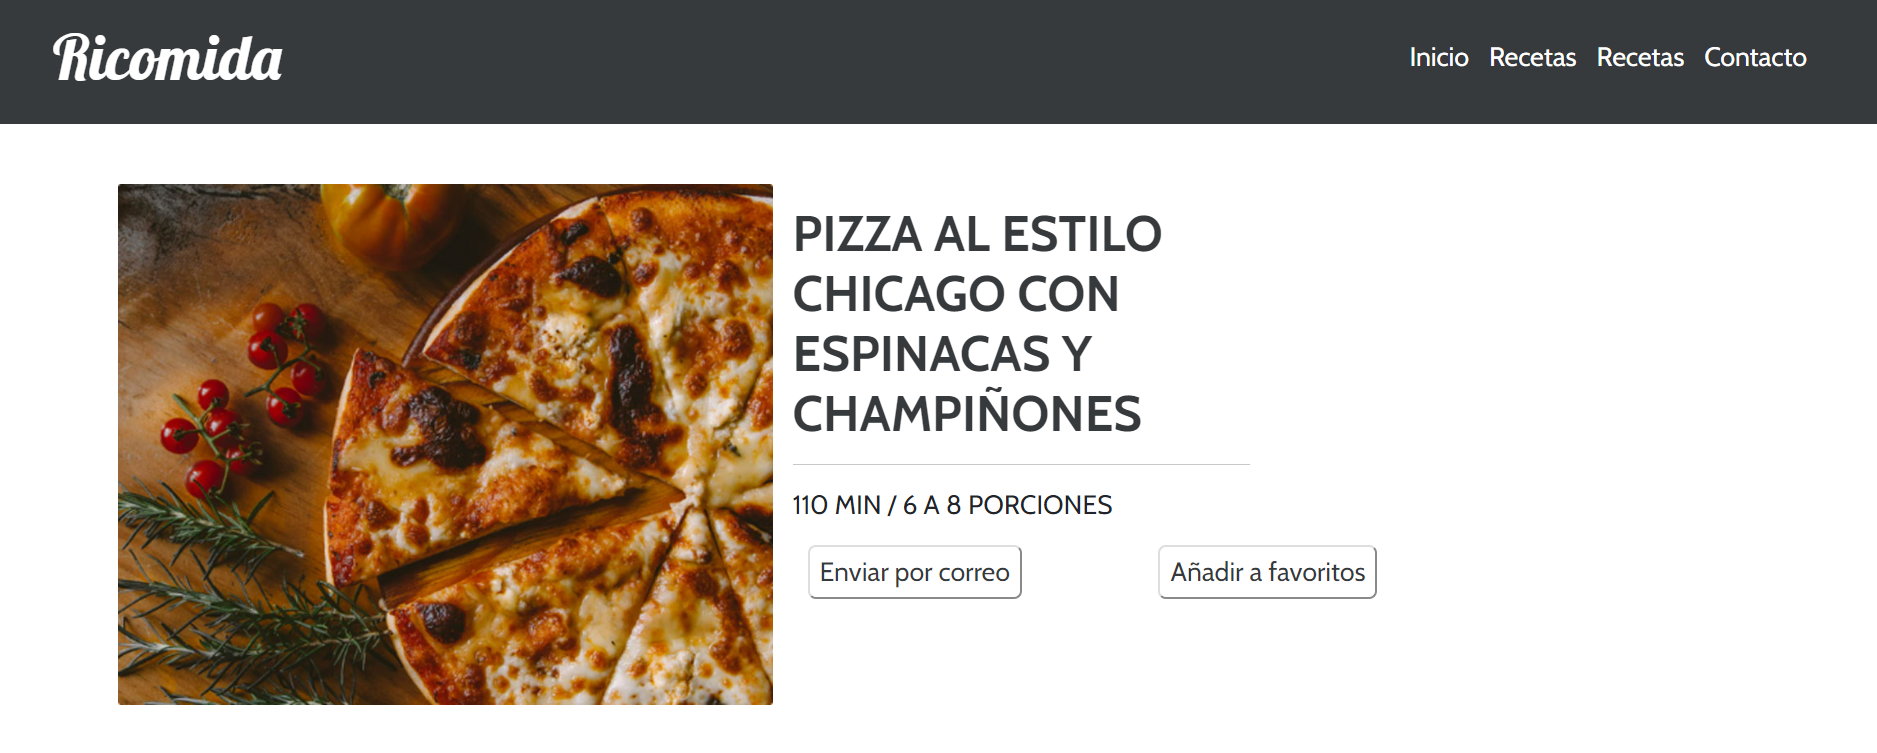 Ricomida
Inicio Recetas Recetas Contacto
PIZZA AL ESTILO
CHICAGO CON
ESPINACAS Y
CHAMPIÑONES
110 MIN / 6 A 8 PORCIONES
Enviar por correo
Añadir a favoritos